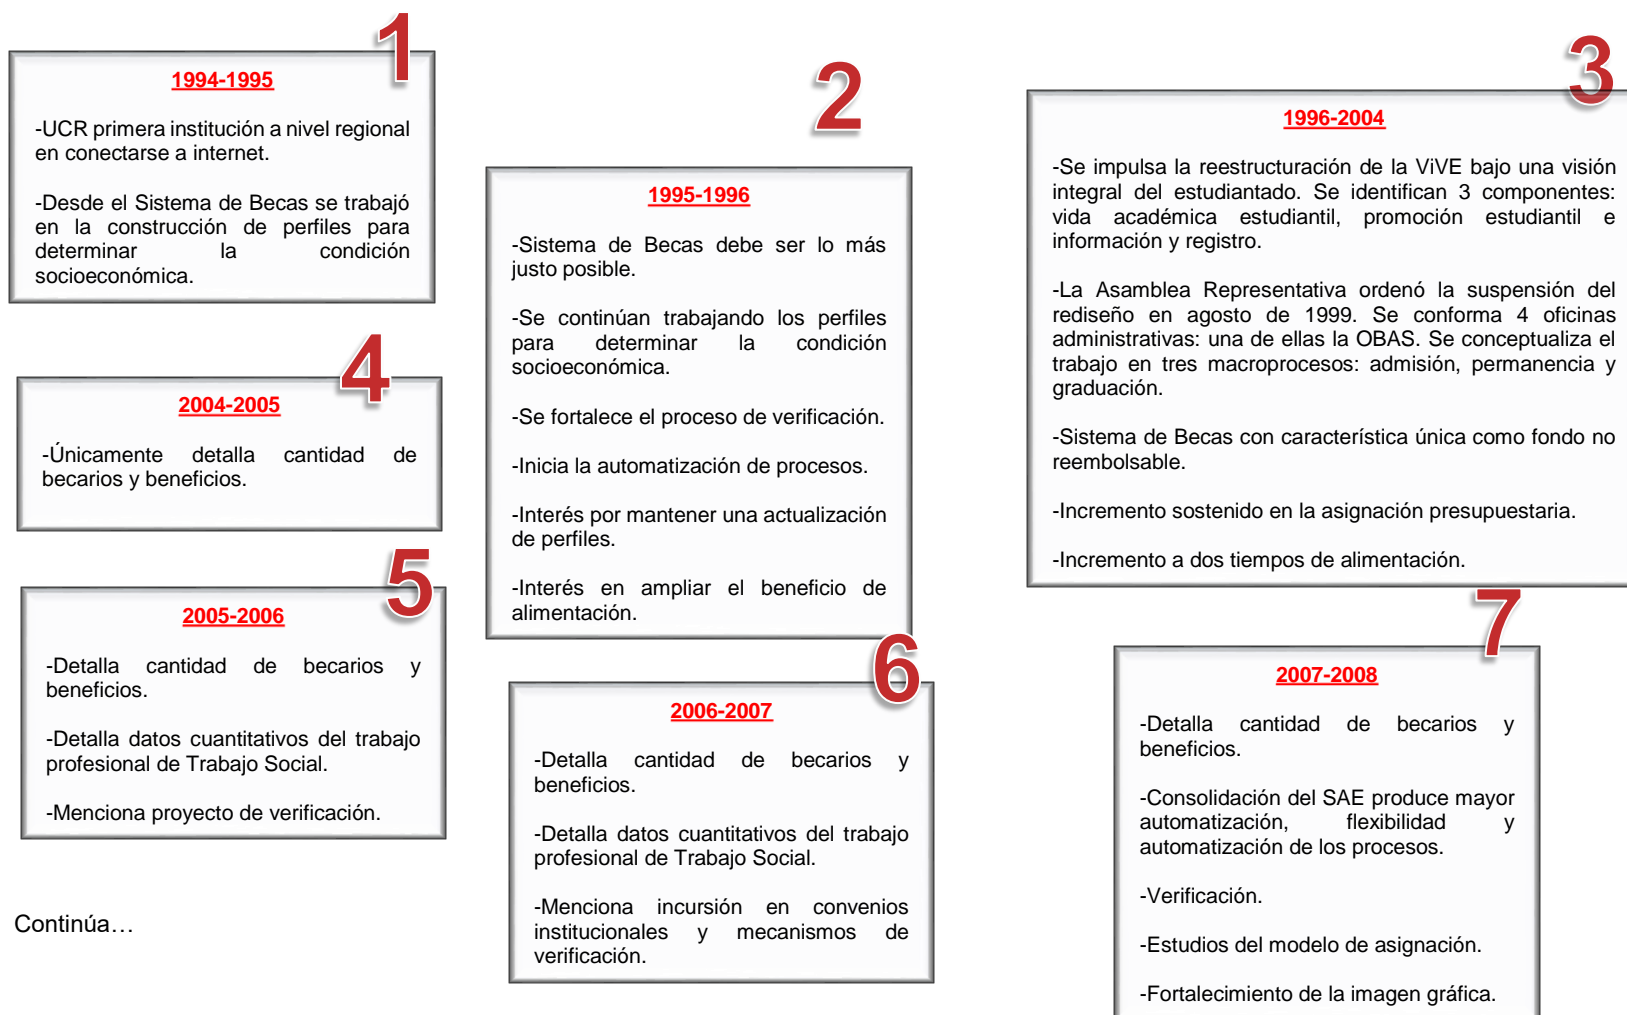 1
1994-1995
-UCR primera institución a nivel regional
en conectarse a internet.
-Desde el Sistema de Becas se trabajó
en la construcción de perfiles para
determinar la condición
socioeconómica.
2
1995-1996
-Sistema de Becas debe ser lo más
justo posible.
-Se continúan trabajando los perfiles
para determinar la condición
socioeconómica.
-Se fortalece el proceso de verificación.
-Inicia la automatización de procesos.
-Interés por mantener una actualización
de perfiles.
-Interés en ampliar el beneficio de
alimentación.
3
1996-2004
-Se impulsa la reestructuración de la ViVE bajo una visión
integral del estudiantado. Se identifican 3 componentes:
vida académica estudiantil, promoción estudiantil e
información y registro.
-La Asamblea Representativa ordenó la suspensión del
rediseño en agosto de 1999. Se conforma 4 oficinas
administrativas: una de ellas la OBAS. Se conceptualiza el
trabajo en tres macroprocesos: admisión, permanencia y
graduación.
-Sistema de Becas con característica única como fondo no
reembolsable.
-Incremento sostenido en la asignación presupuestaria.
-Incremento a dos tiempos de alimentación.
4
2004-2005
-Únicamente detalla cantidad de
becarios y beneficios.
5
2005-2006
-Detalla cantidad de becarios y
beneficios.
-Detalla datos cuantitativos del trabajo
profesional de Trabajo Social.
-Menciona proyecto de verificación.
6
2006-2007
-Detalla cantidad de becarios y
beneficios.
-Detalla datos cuantitativos del trabajo
profesional de Trabajo Social.
-Menciona incursión en convenios
institucionales y mecanismos de
verificación.
7
2007-2008
-Detalla cantidad de becarios y
beneficios.
-Consolidación del SAE produce mayor
automatización, flexibilidad y
automatización de los procesos.
-Verificación.
-Estudios del modelo de asignación.
-Fortalecimiento de la imagen gráfica.
Continúa…